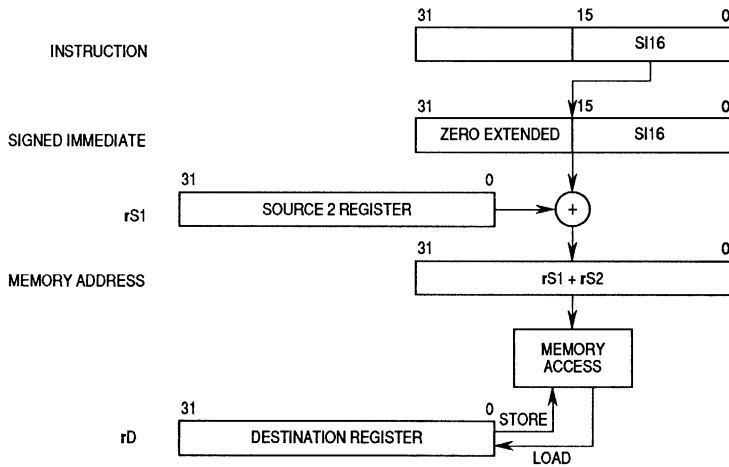 31 15 0
INSTRUCTION SI16
31 15 0
SIGNED IMMEDIATE ZERO EXTENDED SI16
31 0
rS1 SOURCE 2 REGISTER +
31 0
MEMORY ADDRESS rS1 + rS2
MEMORY
ACCESS
31 0
STORE
rD DESTINATION REGISTER
LOAD